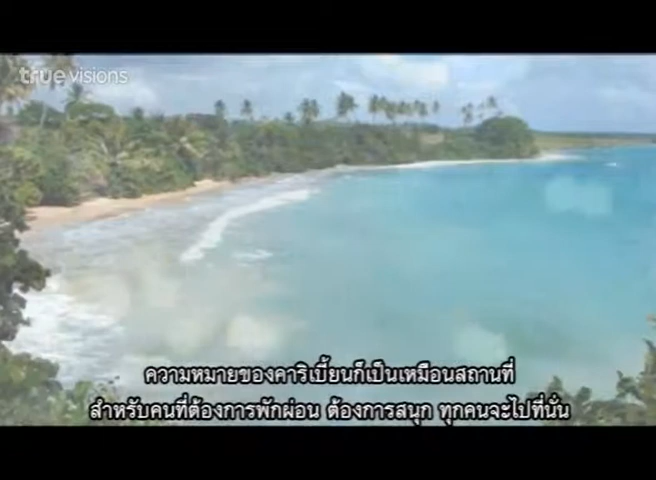 true visions
ความหมายของคาริเบี้ยนก็เป็นเหมือนสถานที่
สำหรับคนที่ต้องการพักผ่อน ต้องการสนุก ทุกคนจะไปที่นั่น